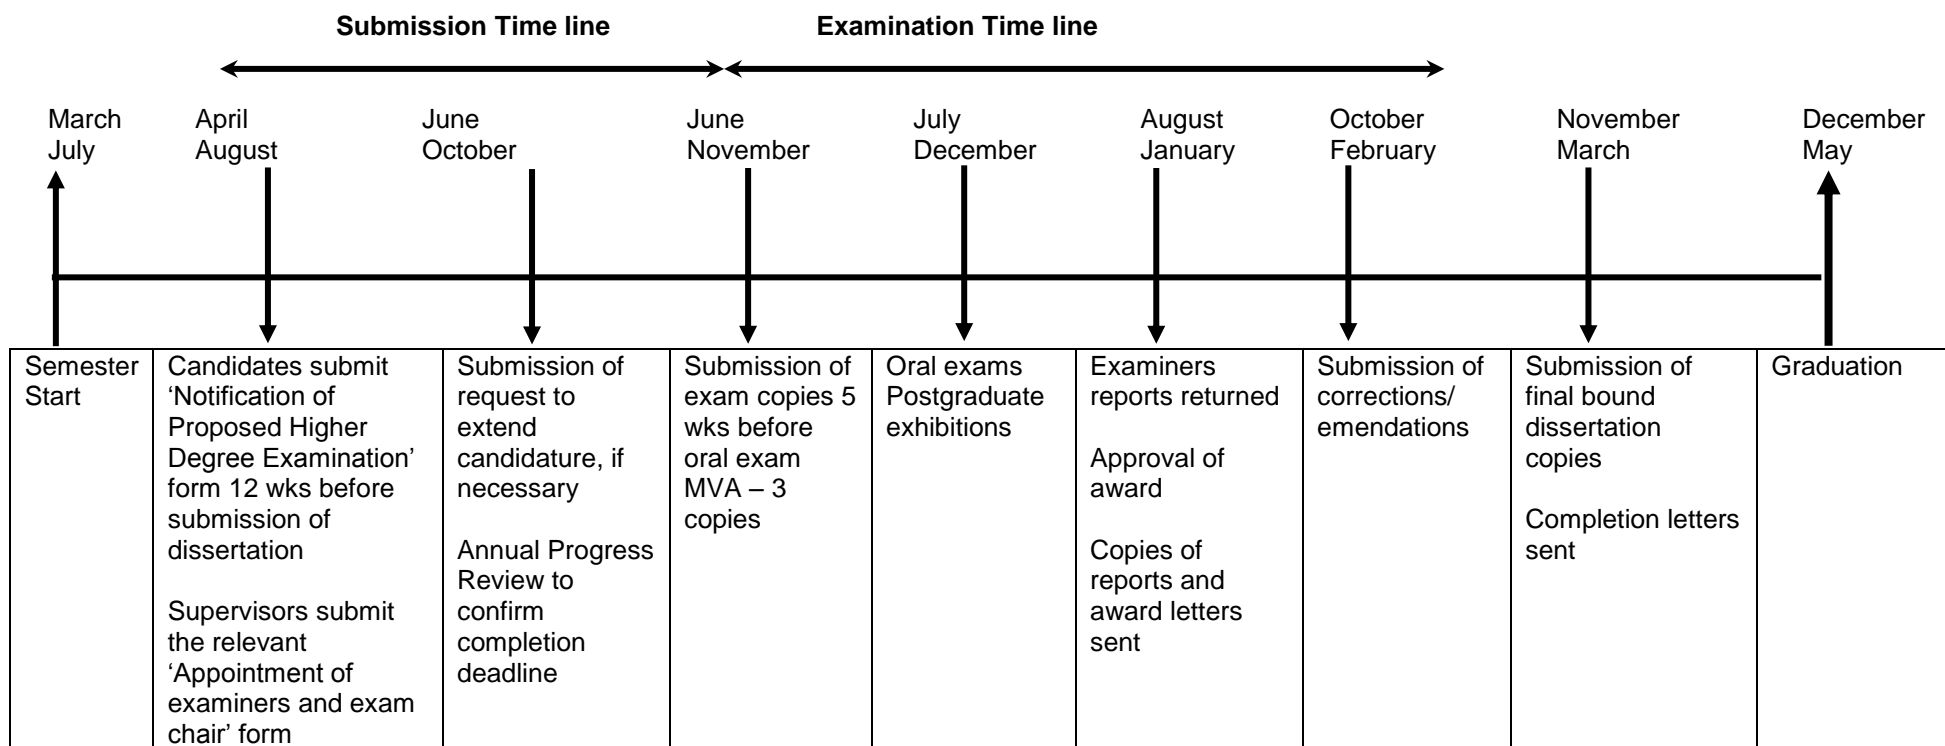 Submission Time line
Examination Time line
March
July
April
August
June
October
June
November
July
December
August
January
October
February
November
March
December
May
Semester
Start
Candidates submit
‘Notification of
Proposed Higher
Degree Examination’
form 12 wks before
submission of
dissertation
Supervisors submit
the relevant
‘Appointment of
examiners and exam
chair’ form
Submission of
request to
extend
candidature, if
necessary
Annual Progress
Review to
confirm
completion
deadline
Submission of
exam copies 5
wks before
oral exam
MVA – 3
copies
Oral exams
Postgraduate
exhibitions
Examiners
reports returned
Approval of
award
Copies of
reports and
award letters
sent
Submission of
corrections/
emendations
Submission of
final bound
dissertation
copies
Completion letters
sent
Graduation